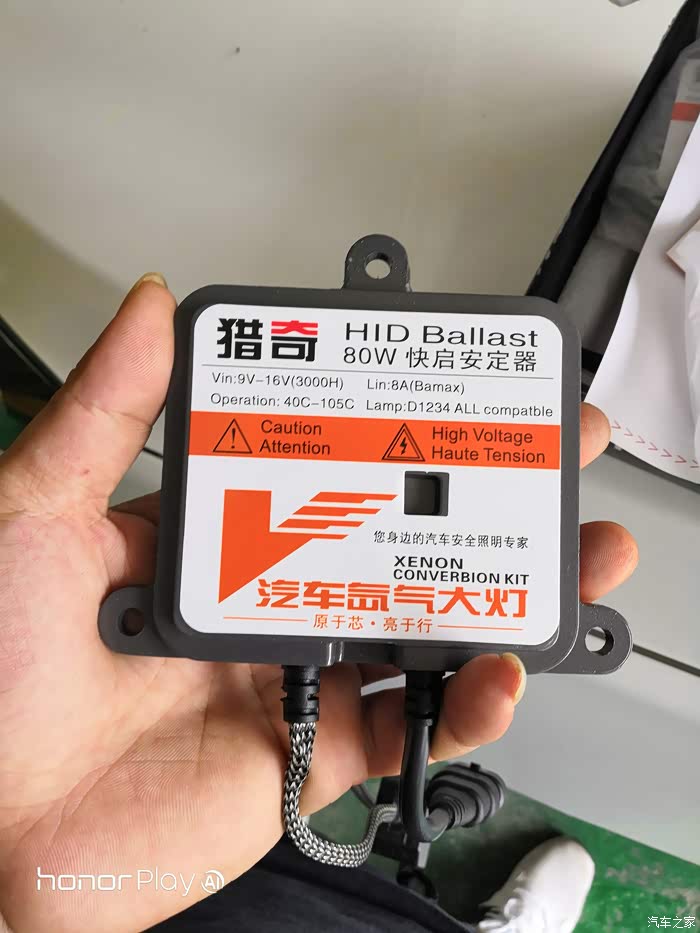 猎奇 HID Ballast
80W 快启安定器
Vin:9V-16V(3000H) Lin:8A(Bamax)
Operation: 40C-105C Lamp:D1234 ALL compatble
Caution
Attention
High Voltage
Haute Tension
您身边的汽车安全照明专家
XENON
CONVERBION KIT
汽车氙气大灯
原于芯·亮于行
honor Play AI
汽车之家